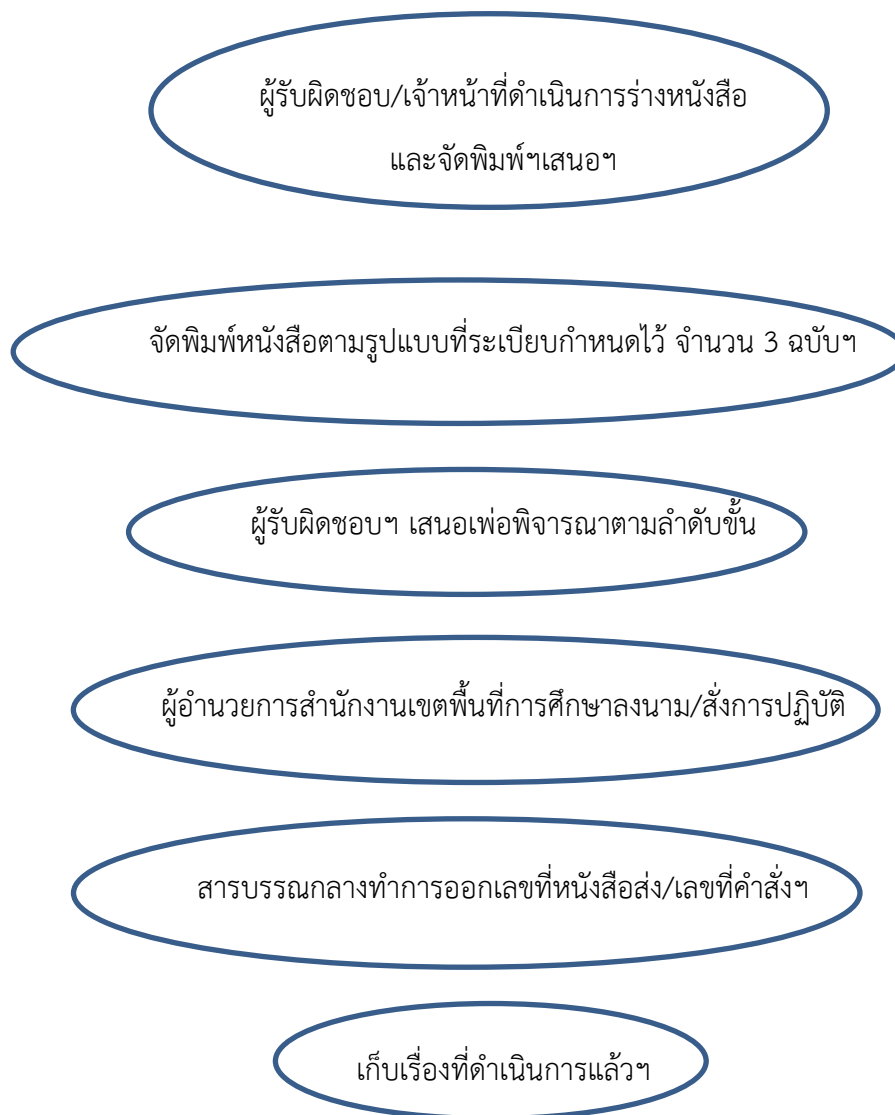 ผู้รับผิดชอบ/เจ้าหน้าที่ดำเนินการร่างหนังสือ
และจัดพิมพ์ฯเสนอฯ
จัดพิมพ์หนังสือตามรูปแบบที่ระเบียบกำหนดไว้ จำนวน 3 ฉบับฯ
ผู้รับผิดชอบฯ เสนอเพ่อพิจารณาตามลำดับขั้น
ผู้อำนวยการสำนักงานเขตพื้นที่การศึกษาลงนาม/สั่งการปฏิบัติ
สารบรรณกลางทำการออกเลขที่หนังสือส่ง/เลขที่คำสั่งฯ
เก็บเรื่องที่ดำเนินการแล้วฯ